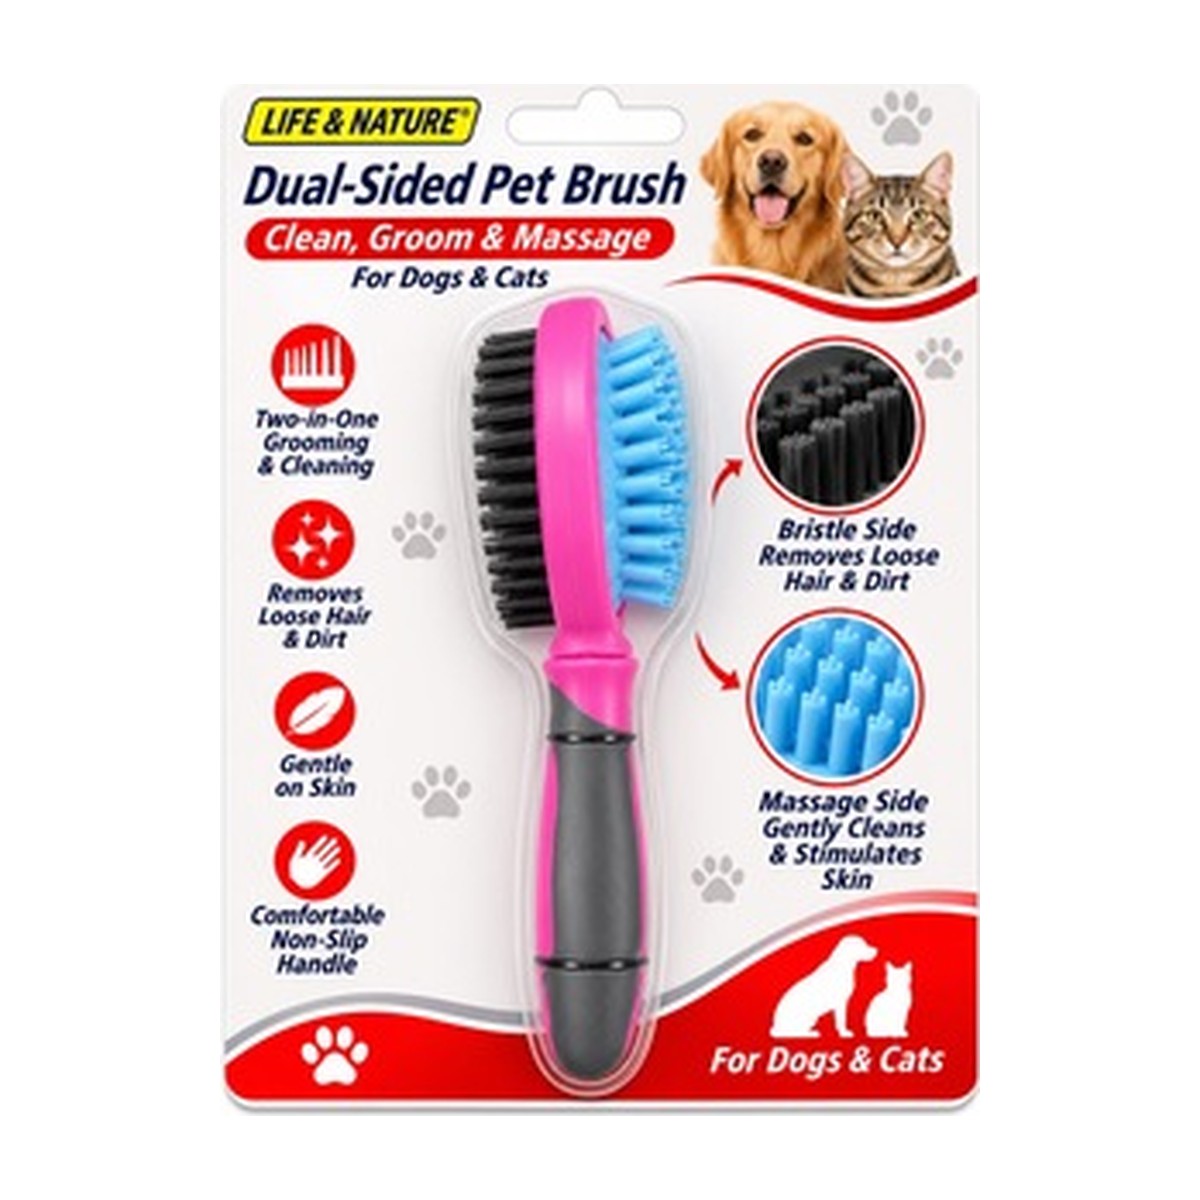 LIFE & NATURE®
Dual-Sided Pet Brush
Clean, Groom & Massage
For Dogs & Cats
Two-in-One
Grooming
& Cleaning
Removes
Loose Hair
& Dirt
Gentle
on Skin
Comfortable
Non-Slip
Handle
Bristle Side
Removes Loose
Hair & Dirt
Massage Side
Gently Cleans
& Stimulates
Skin
For Dogs & Cats